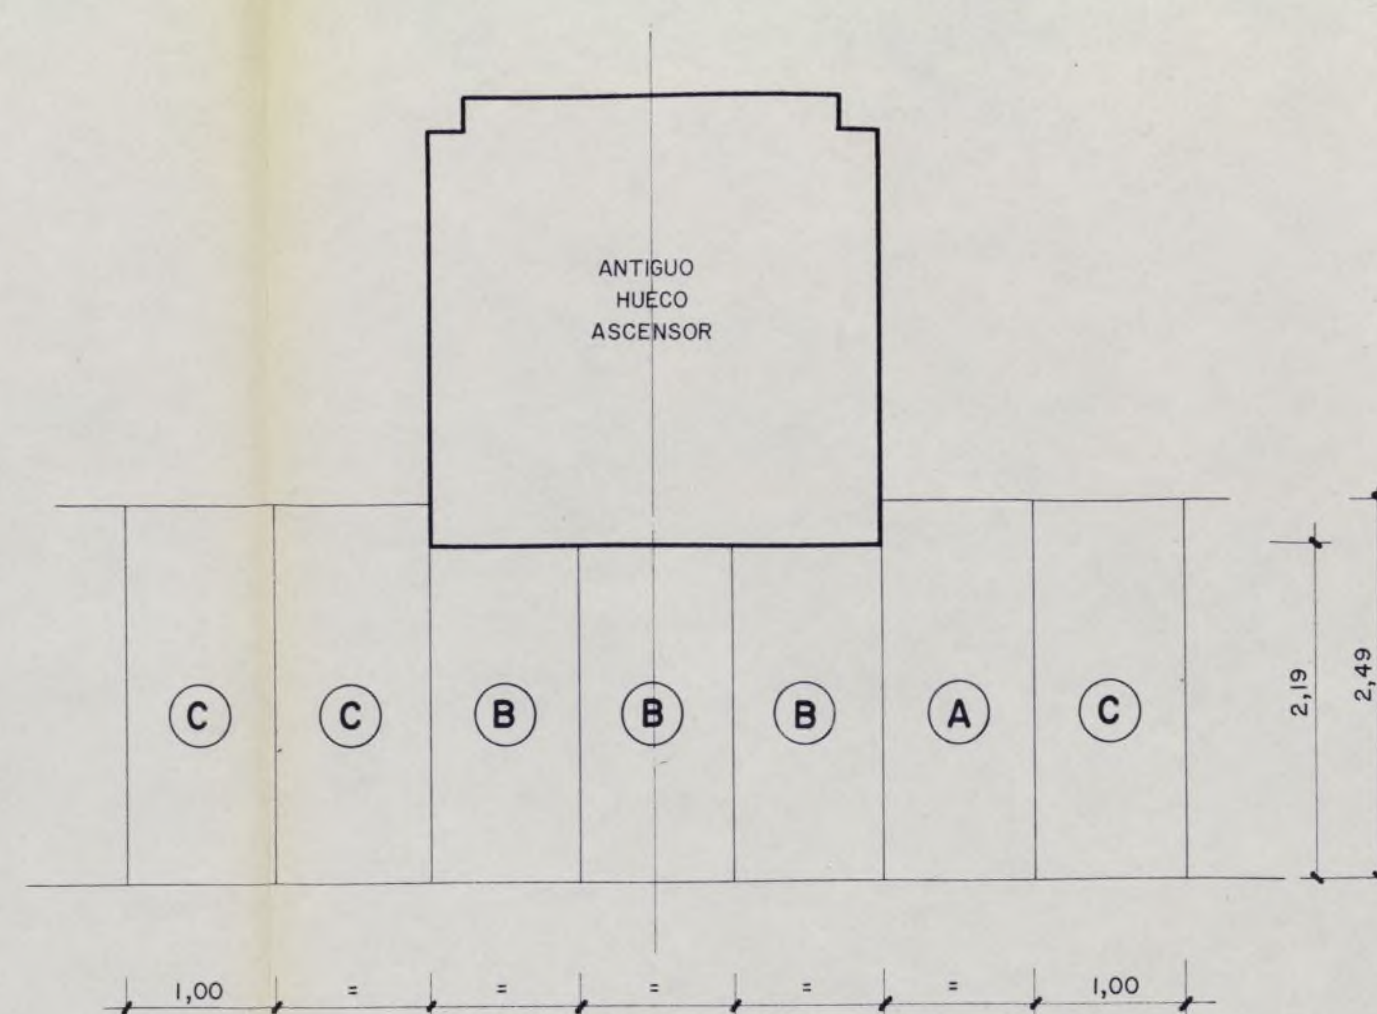 ANTIGUO
HUECO
ASCENSOR
C C B B B A C
2,19
2,49
1,00 = = = = = 1,00